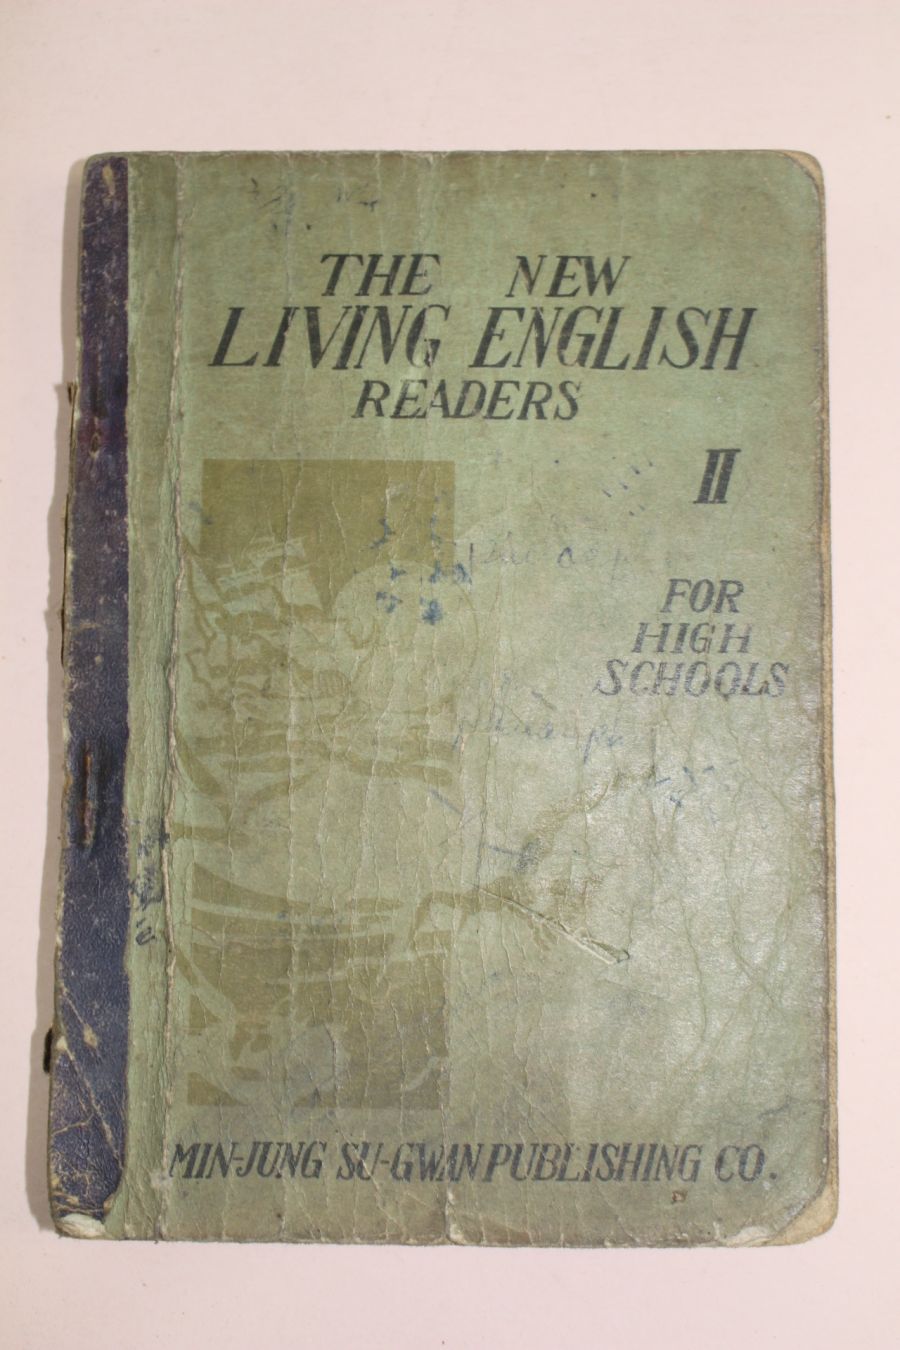 THE NEW
LIVING ENGLISH
READERS
II
FOR
HIGH
SCHOOLS
MIN-JUNG SU-GWAN PUBLISHING CO.